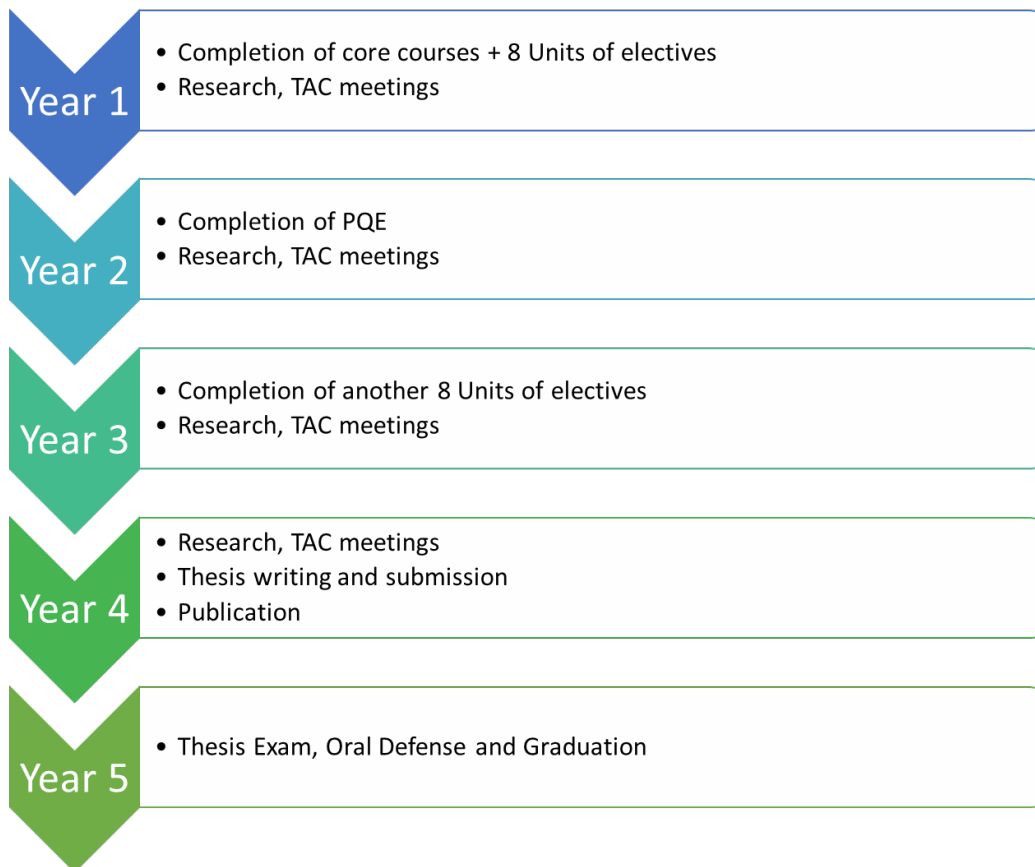 Year 1
• Completion of core courses + 8 Units of electives
• Research, TAC meetings
Year 2
• Completion of PQE
• Research, TAC meetings
Year 3
• Completion of another 8 Units of electives
• Research, TAC meetings
Year 4
• Research, TAC meetings
• Thesis writing and submission
• Publication
Year 5
• Thesis Exam, Oral Defense and Graduation